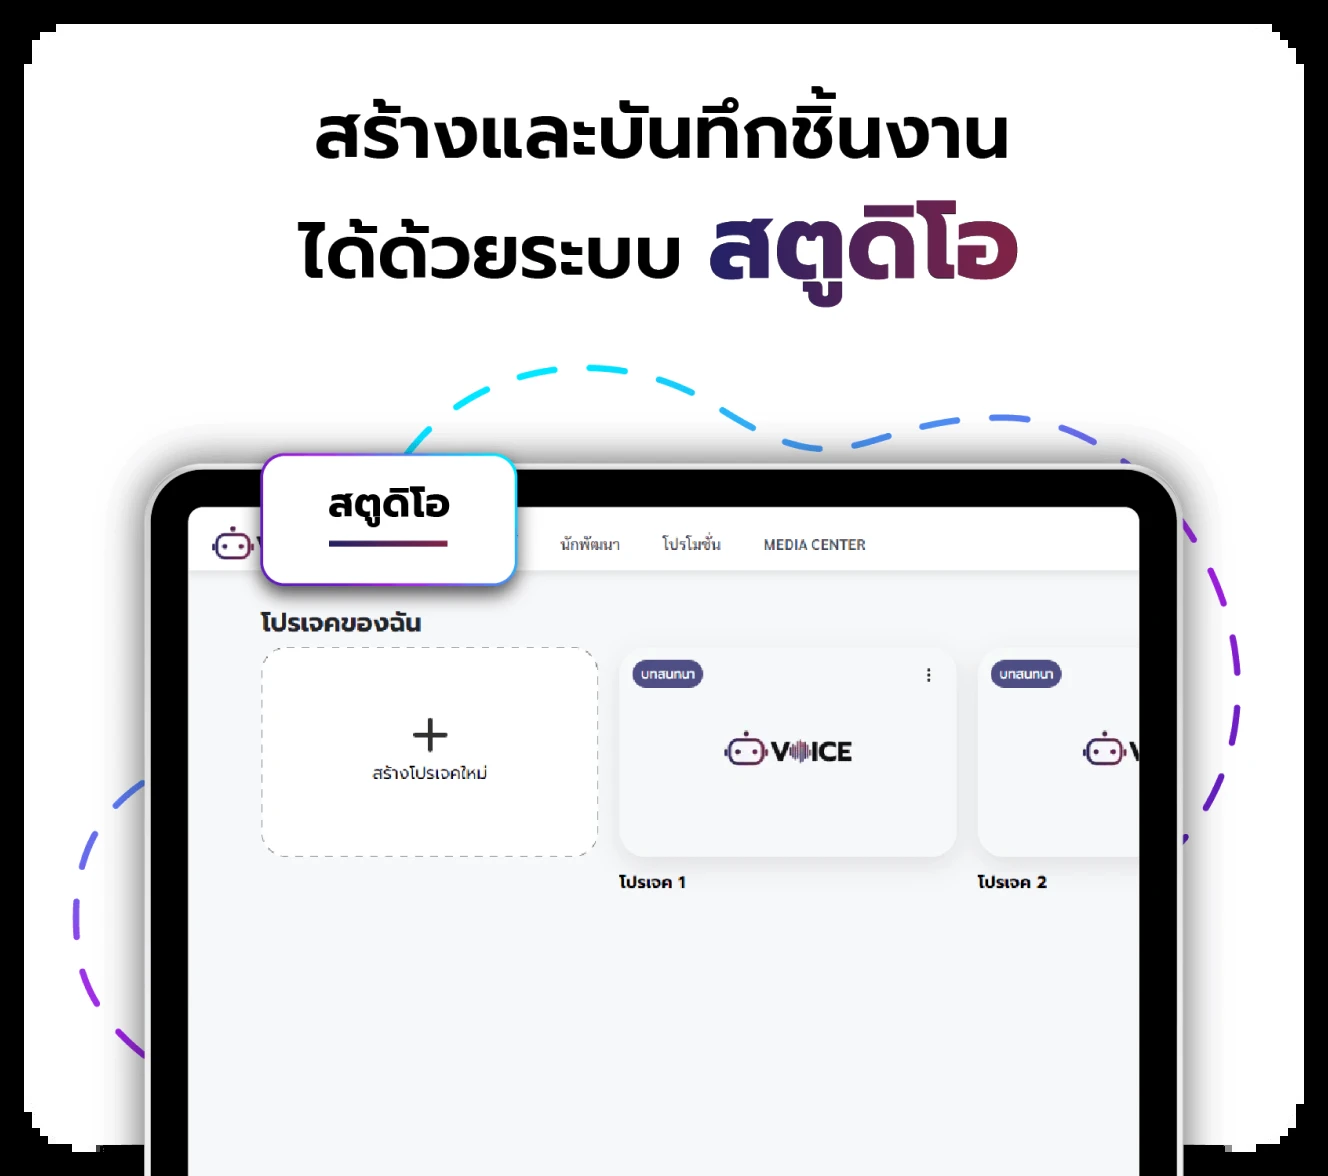 สร้างและบันทึกชิ้นงาน
ได้ด้วยระบบ สตูดิโอ
สตูดิโอ
นักพัฒนา โปรโมชั่น MEDIA CENTER
โปรเจคของฉัน
บทสนทนา บทสนทนา
VOICE
สร้างโปรเจคใหม่
โปรเจค 1 โปรเจค 2